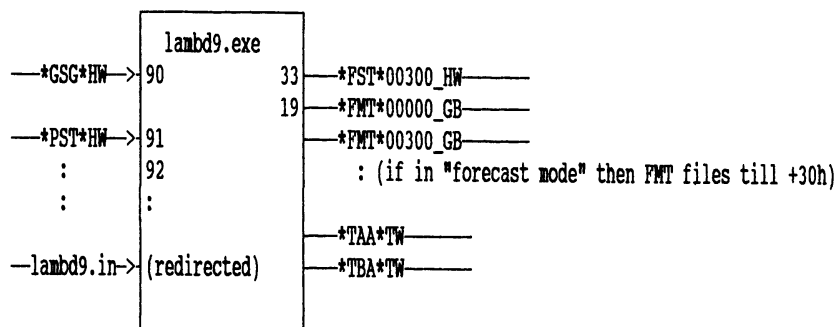 lambd9.exe
*GSG*HW 90 33 *FST*00300_HW
19 *FMT*00000_GB
*PST*HW 91 *FMT*00300_GB
: 92 : (if in "forecast mode" then FMT files till +30h)
: :
*TAA*TW
lambd9.in (redirected) *TBA*TW